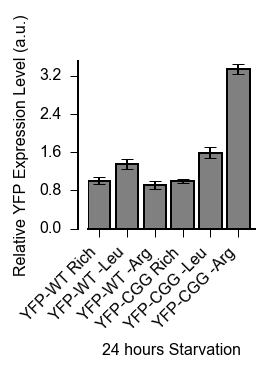 Relative YFP Expression Level (a.u.)
3.2
2.4
1.6
0.8
0.0
YFP-WT Rich
YFP-WT -Leu
YFP-WT -Arg
YFP-CGG Rich
YFP-CGG -Leu
YFP-CGG -Arg
24 hours Starvation